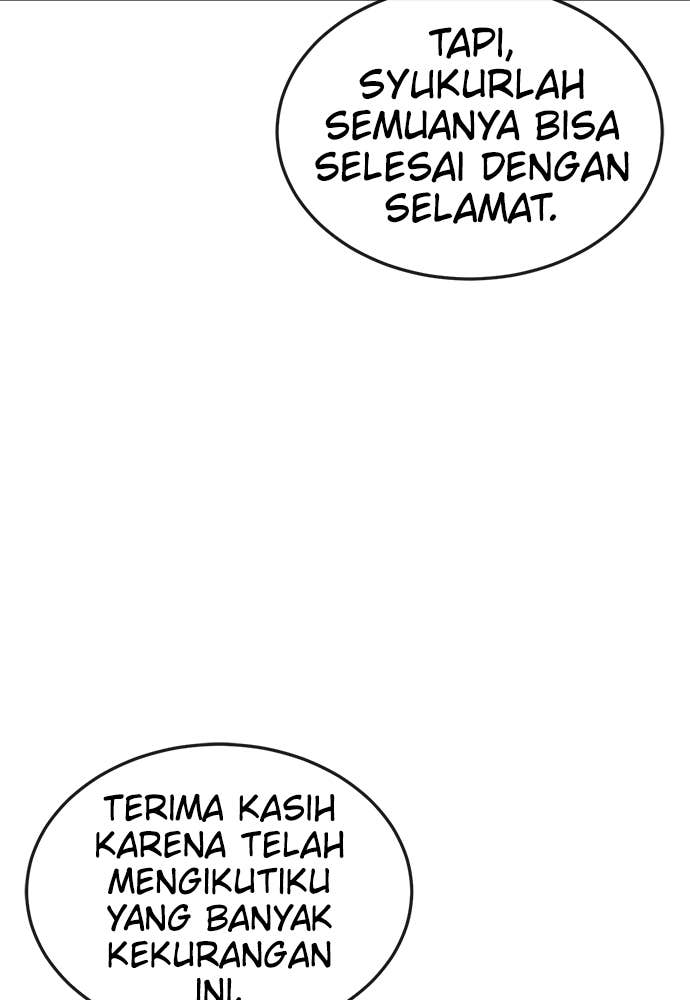 TAPI,
SYUKURLAH
SEMUANYA BISA
SELESAI DENGAN
SELAMAT.
TERIMA KASIH
KARENA TELAH
MENGIKUTIKU
YANG BANYAK
KEKURANGAN
INI.